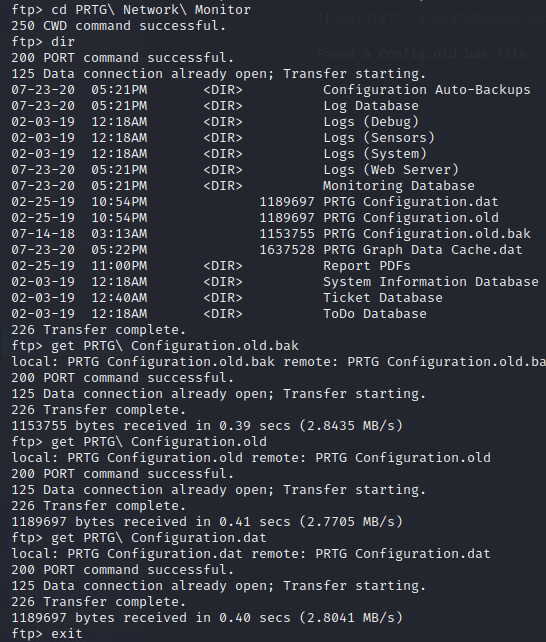 ftp> cd PRTG\ Network\ Monitor
250 CWD command successful.
ftp> dir
200 PORT command successful.
125 Data connection already open; Transfer starting.
07-23-20  05:21PM       <DIR>          Configuration Auto-Backups
07-23-20  05:21PM       <DIR>          Log Database
02-03-19  12:18AM       <DIR>          Logs (Debug)
02-03-19  12:18AM       <DIR>          Logs (Sensors)
02-03-19  12:18AM       <DIR>          Logs (System)
07-23-20  05:21PM       <DIR>          Logs (Web Server)
07-23-20  05:21PM       <DIR>          Monitoring Database
02-25-19  10:54PM              1189697 PRTG Configuration.dat
02-25-19  10:54PM              1189697 PRTG Configuration.old
07-14-18  03:13AM              1153755 PRTG Configuration.old.bak
07-23-20  05:22PM              1637528 PRTG Graph Data Cache.dat
02-25-19  11:00PM       <DIR>          Report PDFs
02-03-19  12:18AM       <DIR>          System Information Database
02-03-19  12:40AM       <DIR>          Ticket Database
02-03-19  12:18AM       <DIR>          ToDo Database
226 Transfer complete.
ftp> get PRTG\ Configuration.old.bak
local: PRTG Configuration.old.bak remote: PRTG Configuration.old.ba
200 PORT command successful.
125 Data connection already open; Transfer starting.
226 Transfer complete.
1153755 bytes received in 0.39 secs (2.8435 MB/s)
ftp> get PRTG\ Configuration.old
local: PRTG Configuration.old remote: PRTG Configuration.old
200 PORT command successful.
125 Data connection already open; Transfer starting.
226 Transfer complete.
1189697 bytes received in 0.41 secs (2.7705 MB/s)
ftp> get PRTG\ Configuration.dat
local: PRTG Configuration.dat remote: PRTG Configuration.dat
200 PORT command successful.
125 Data connection already open; Transfer starting.
226 Transfer complete.
1189697 bytes received in 0.40 secs (2.8041 MB/s)
ftp> exit
Found a config.old.bak file